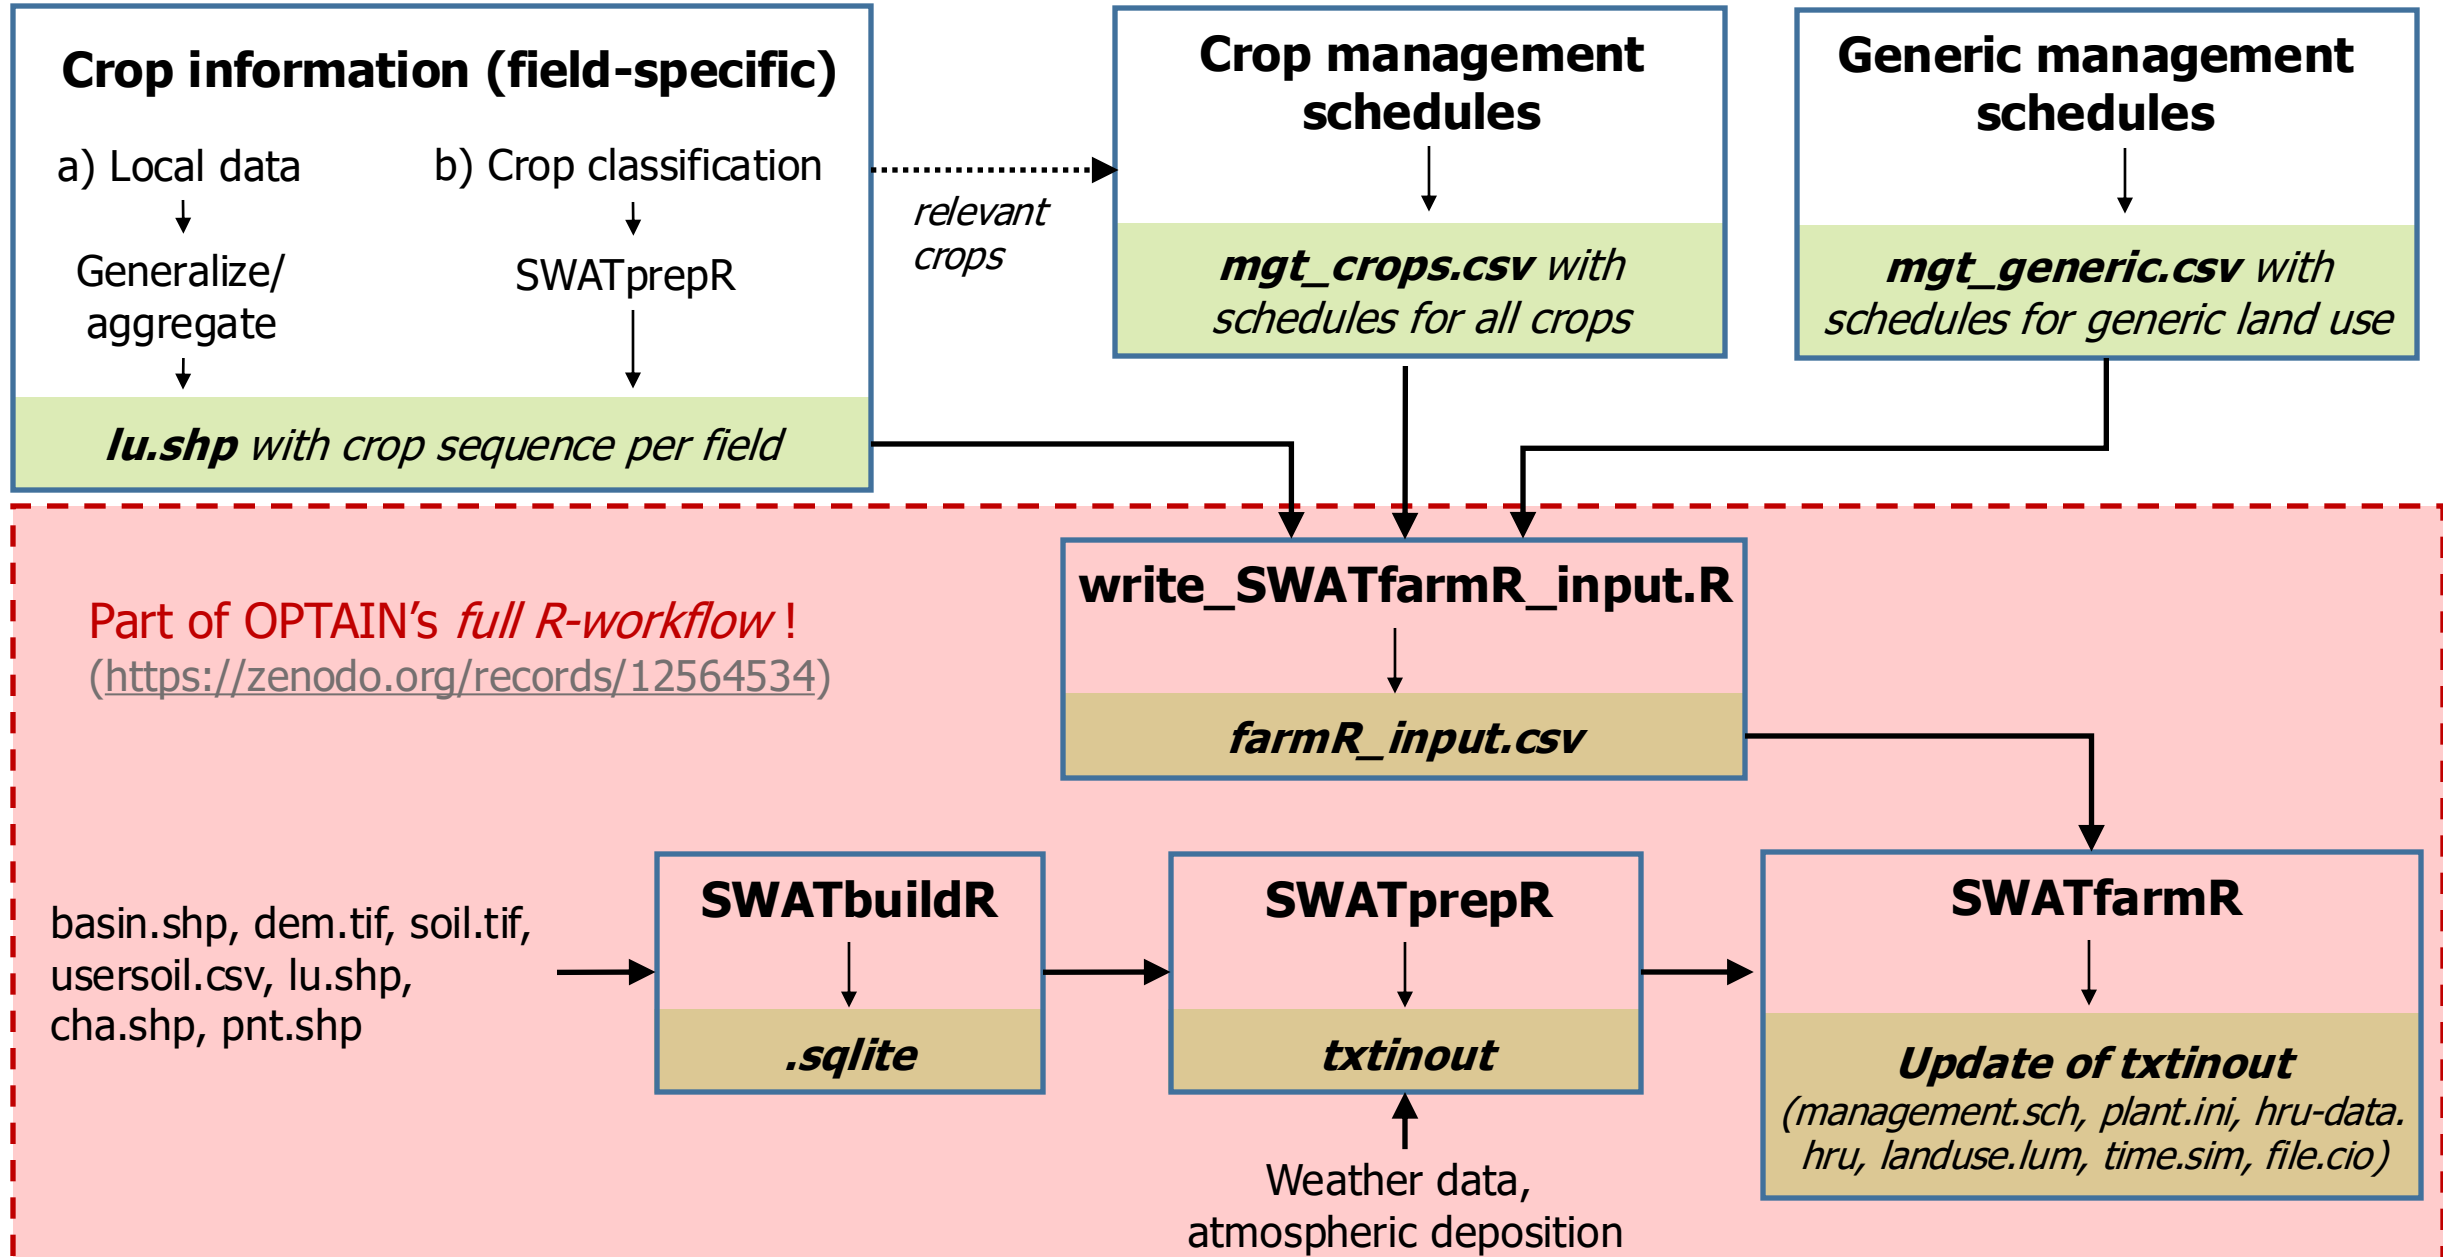 Crop information (field-specific)
a) Local data
Generalize/
aggregate
b) Crop classification
SWATprepR
lu.shp with crop sequence per field
relevant
crops
Crop management
schedules
mgt_crops.csv with
schedules for all crops
Generic management
schedules
mgt_generic.csv with
schedules for generic land use
Part of OPTAIN’s full R-workflow !
(https://zenodo.org/records/12564534)
write_SWATfarmR_input.R
farmR_input.csv
basin.shp, dem.tif, soil.tif,
usersoil.csv, lu.shp,
cha.shp, pnt.shp
SWATbuildR
.sqlite
SWATprepR
txtinout
Weather data,
atmospheric deposition
SWATfarmR
Update of txtinout
(management.sch, plant.ini, hru-data.
hru, landuse.lum, time.sim, file.cio)